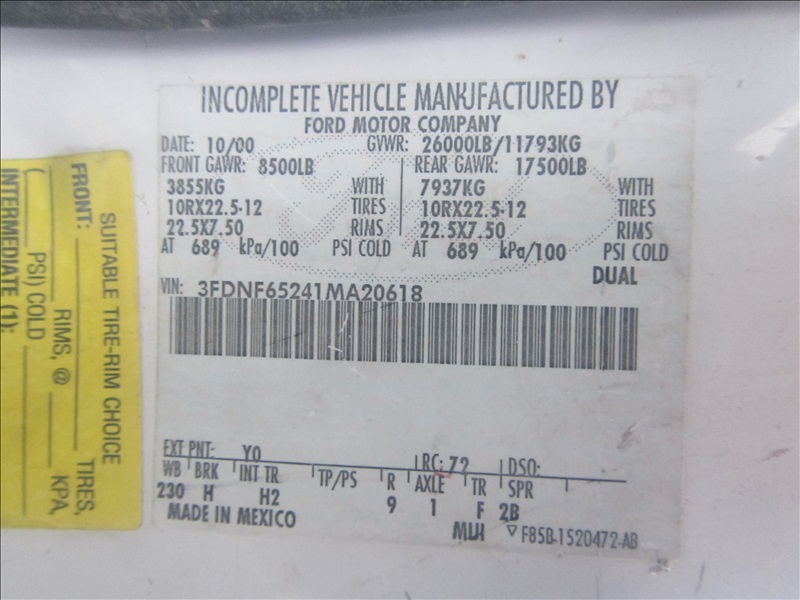 INCOMPLETE VEHICLE MANUFACTURED BY
FORD MOTOR COMPANY
DATE: 10/00 GVWR: 26000LB/11793KG
FRONT GAWR: 8500LB REAR GAWR: 17500LB
3855KG WITH 7937KG WITH
10RX22.5-12 TIRES 10RX22.5-12 TIRES
22.5X7.50 RIMS 22.5X7.50 RIMS
AT 689 kPa/100 PSI COLD AT 689 kPa/100 PSI COLD
DUAL
VIN: 3FDNF65241MA20618
EXT PNT: Y0 RC: 72 DSO:
WB BRK INT TR TP/PS R AXLE TR SPR
230 H H2 9 1 F 2B
MADE IN MEXICO
F85B-1520472-AB
SUITABLE TIRE-RIM CHOICE
FRONT: TIRES,
RIMS, @ KPA,
( PSI) COLD
INTERMEDIATE (1):